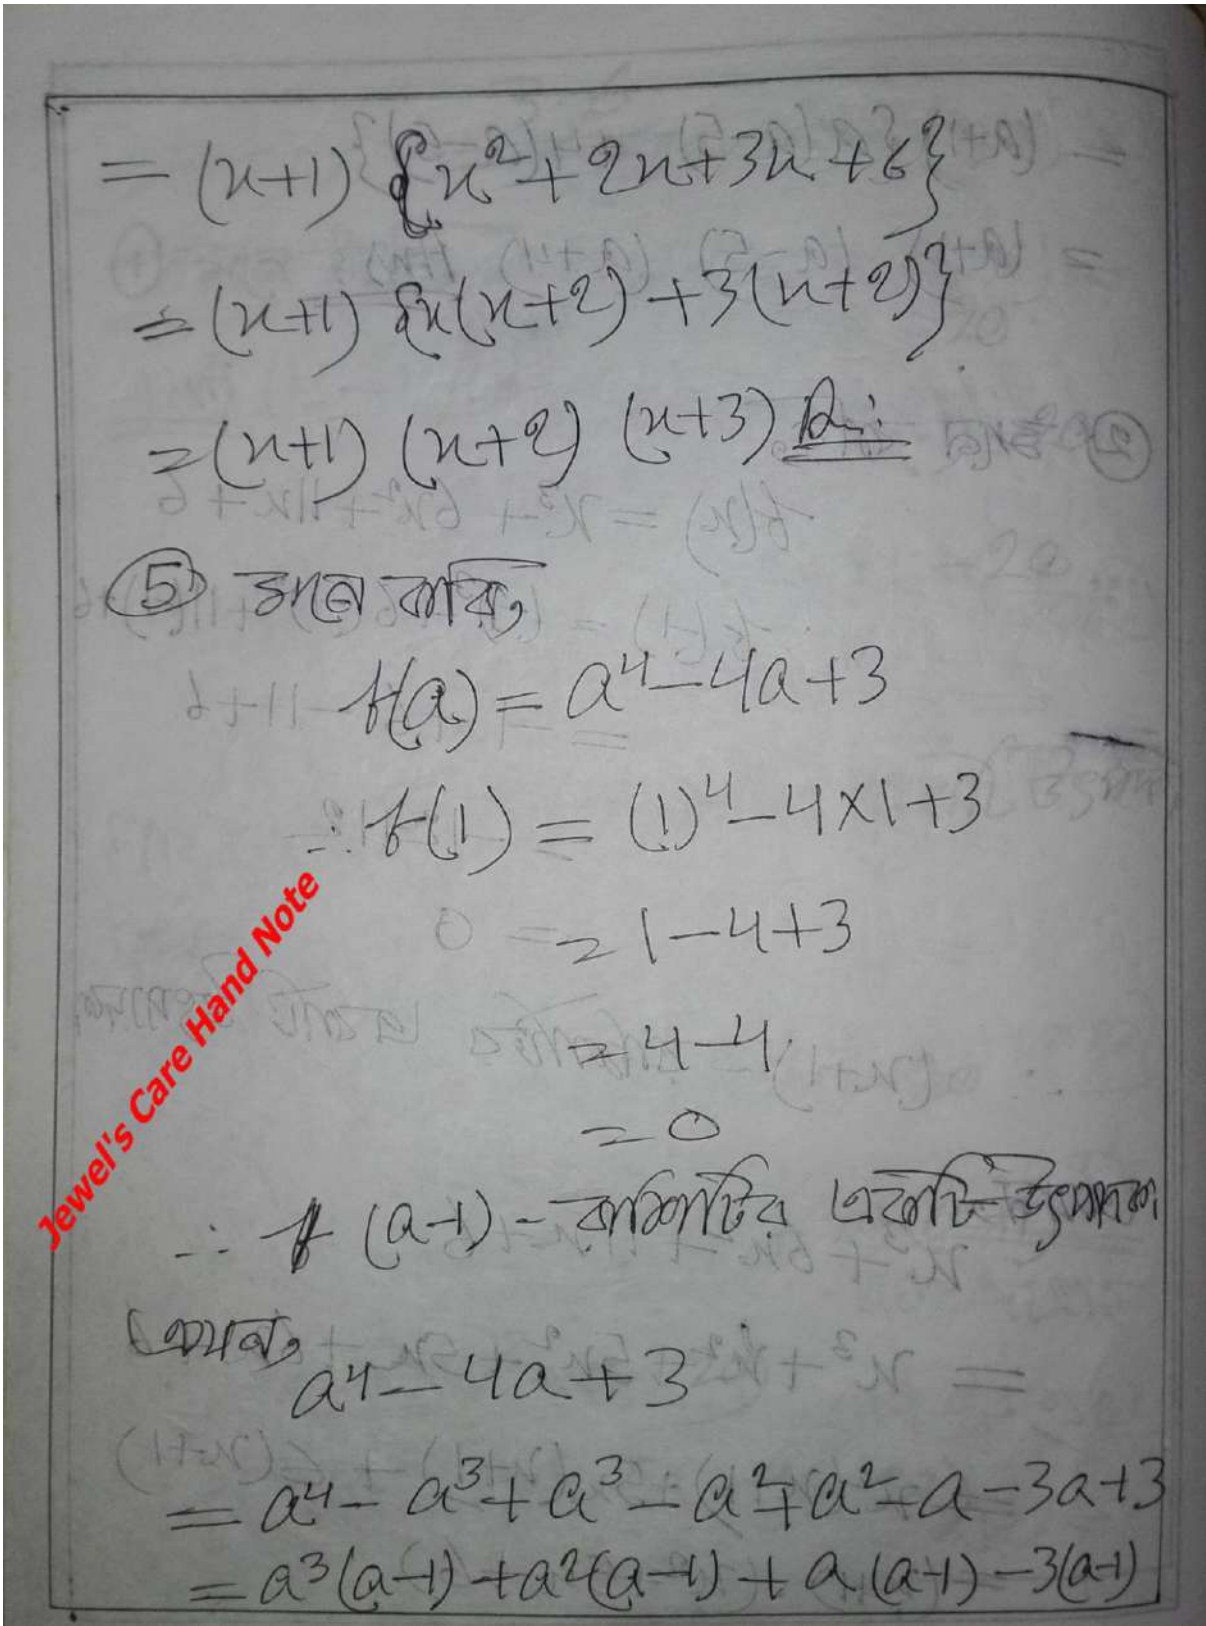 = (x+1) {x²+2x+3x+6}
= (x+1) {x(x+2)+3(x+2)}
= (x+1) (x+2) (x+3) Ans:
(5) মনে করি,
f(a) = a⁴-4a+3
∴ f(1) = (1)⁴-4×1+3
= 1-4+3
= 4-4
= 0
∴ (a-1) - রাশিটির একটি উৎপাদক
এখন,
a⁴-4a+3
= a⁴-a³+a³-a²+a²-a-3a+3
= a³(a-1)+a²(a-1)+a(a-1)-3(a-1)
Jewel's Care Hand Note